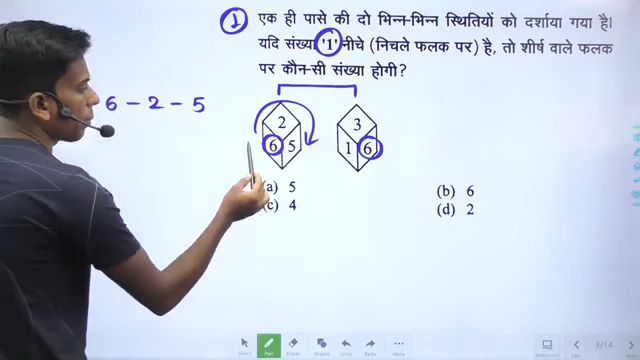 1 एक ही पासे की दो भिन्न-भिन्न स्थितियों को दर्शाया गया है।
यदि संख्या '1' नीचे (निचले फलक पर) है, तो शीर्ष वाले फलक
पर कौन-सी संख्या होगी?
6 - 2 - 5
2
6 5
3
1 6
(a) 5
(b) 6
(c) 4
(d) 2
Select Pen Eraser Shapes Undo Redo More
3/14